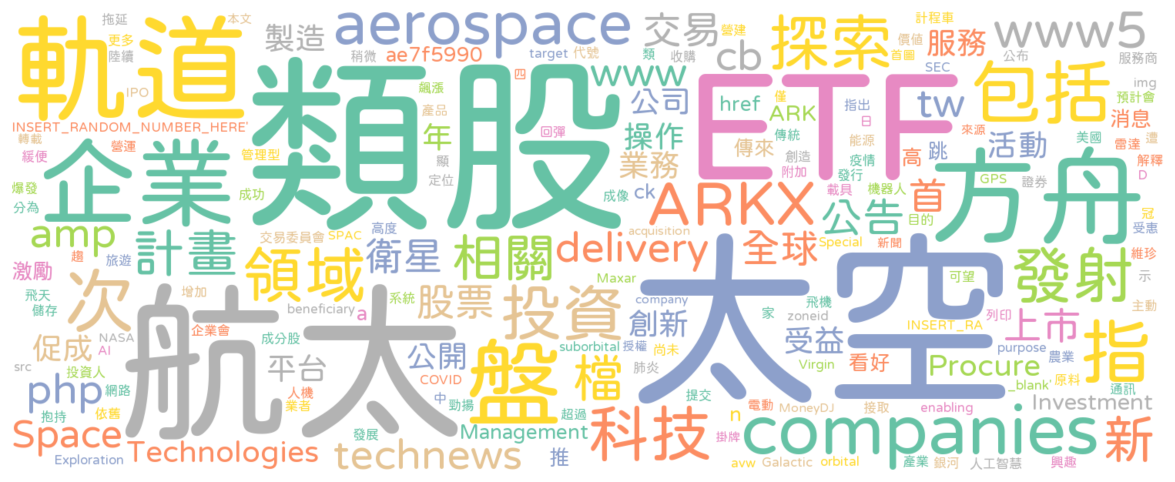 拖延
本文
更多
陸續
IPO
軌道
INSERT_RANDOM_NUMBER_HERE'
轉載
緩使
營運
管理型
爆發
分為
成功
製造
稍微
ae7f5990
aerospace
target
代號
飆漲
產品
四
回彈
類股
收購
類
交易
營建
cb
www
公司
操作
業務
成像
ck
href
ARK
傳統
傳來
創造
附加
ETF
探索
首圖
僅
計程車
價值
服務
SEC
指出
日
能源
疫情
發行
高
tw
跳
www5
公布
服務商
img
預計會
包括
消息
來源
美國
雷達
遭
解釋
D
活動
GPS
證券
機器人
載具
目的
首
公告
方舟
冠
受惠
維珍
示
企業
amp
計畫
激勵
趨
旅遊
飛天
儲存
交易委員會
SPAC
高度
領域
衛星
相關
delivery
acquisition
ARKX
全球
Special
新聞
可望
發射
主動
次
增加
企業會
beneficiary
a
系統
股票
投資
Maxar
company
創新
家
飛機
zoneid
受益
INSERT_RA
上市
列印
指
NASA
AI
促成
src
投資人
網路
成分股
平台
公開
suborbital
授權
尚未
看好
Procure
purpose
農業
_blank'
原料
通訊
航太
盤
檔
太空
php
抱持
依舊
人機
業者
COVID
中
勁揚
超過
肺炎
提交
Virgin
n
電動
MoneyDJ
接取
enabling
Investment
Space
Technologies
發展
Management
technews
推
科技
掛牌
companies
新
Exploration
avw
Galactic
orbital
產業
銀河
人工智慧
興趣